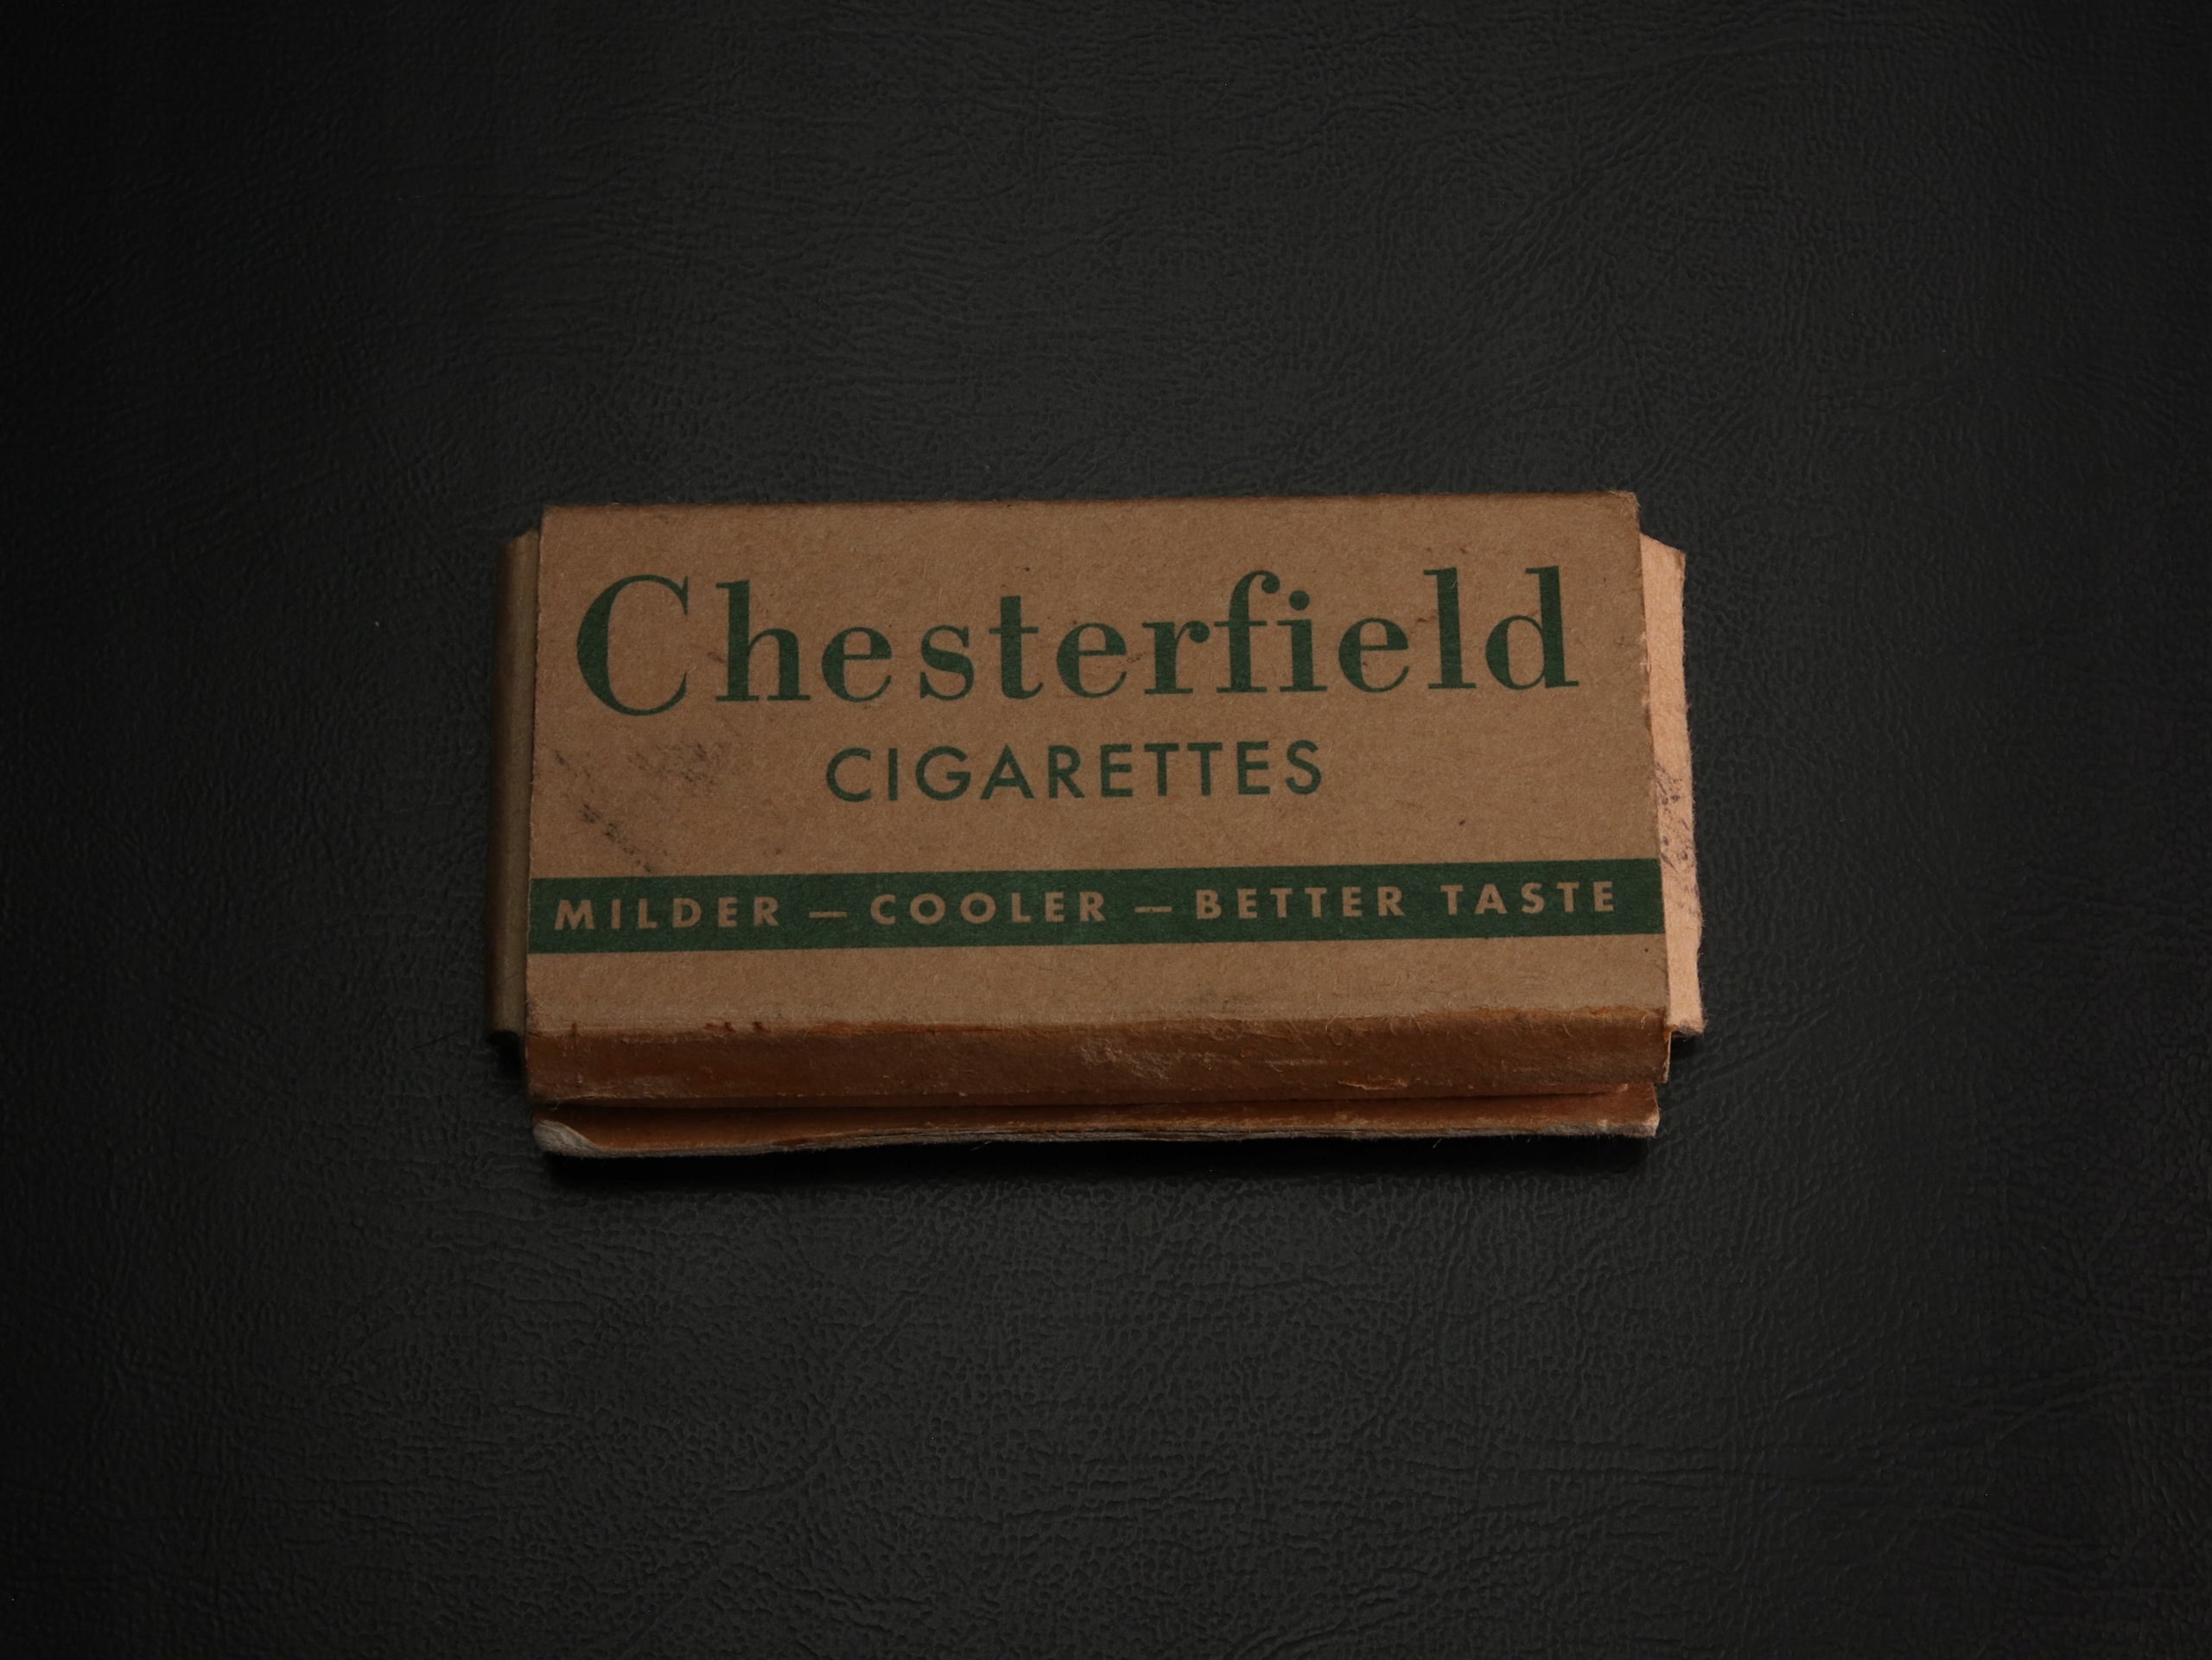 Chesterfield
CIGARETTES
MILDER — COOLER — BETTER TASTE